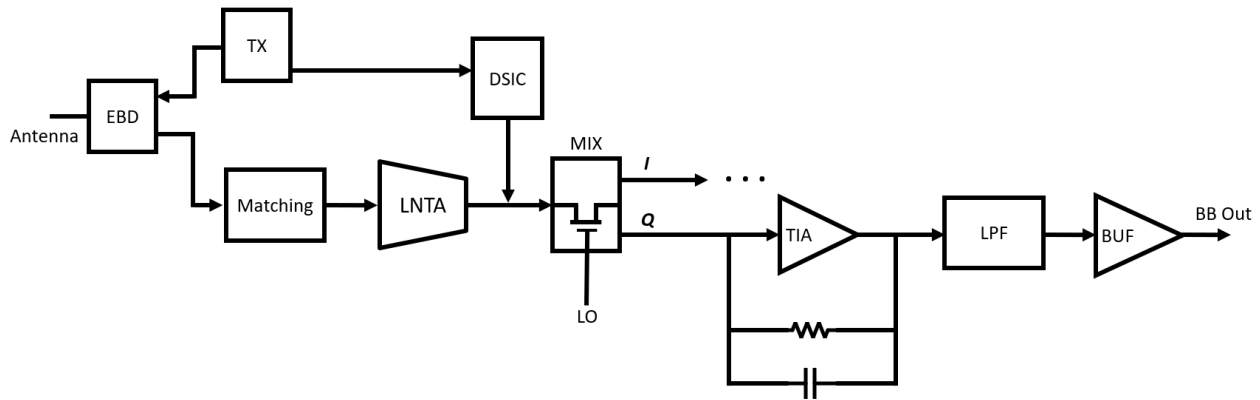 TX
DSIC
EBD
Antenna
MIX
I
. . .
Matching
LNTA
Q
TIA
LPF
BUF
BB Out
LO